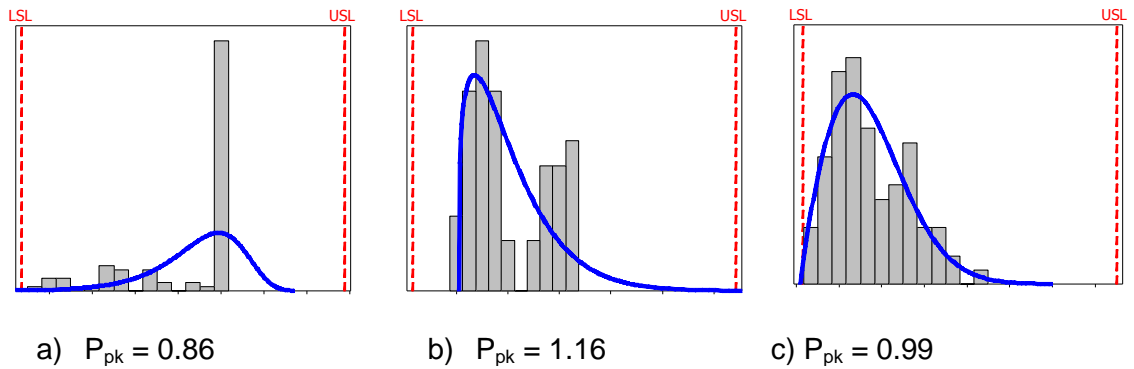 LSL USL LSL USL LSL USL
a) Ppk = 0.86 b) Ppk = 1.16 c) Ppk = 0.99